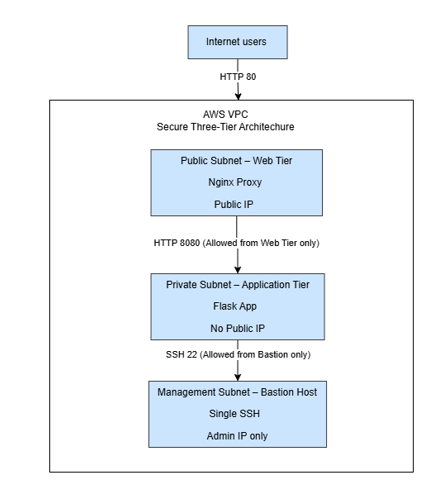 Internet users
HTTP 80
AWS VPC
Secure Three-Tier Architechure
Public Subnet – Web Tier
Nginx Proxy
Public IP
HTTP 8080 (Allowed from Web Tier only)
Private Subnet – Application Tier
Flask App
No Public IP
SSH 22 (Allowed from Bastion only)
Management Subnet – Bastion Host
Single SSH
Admin IP only